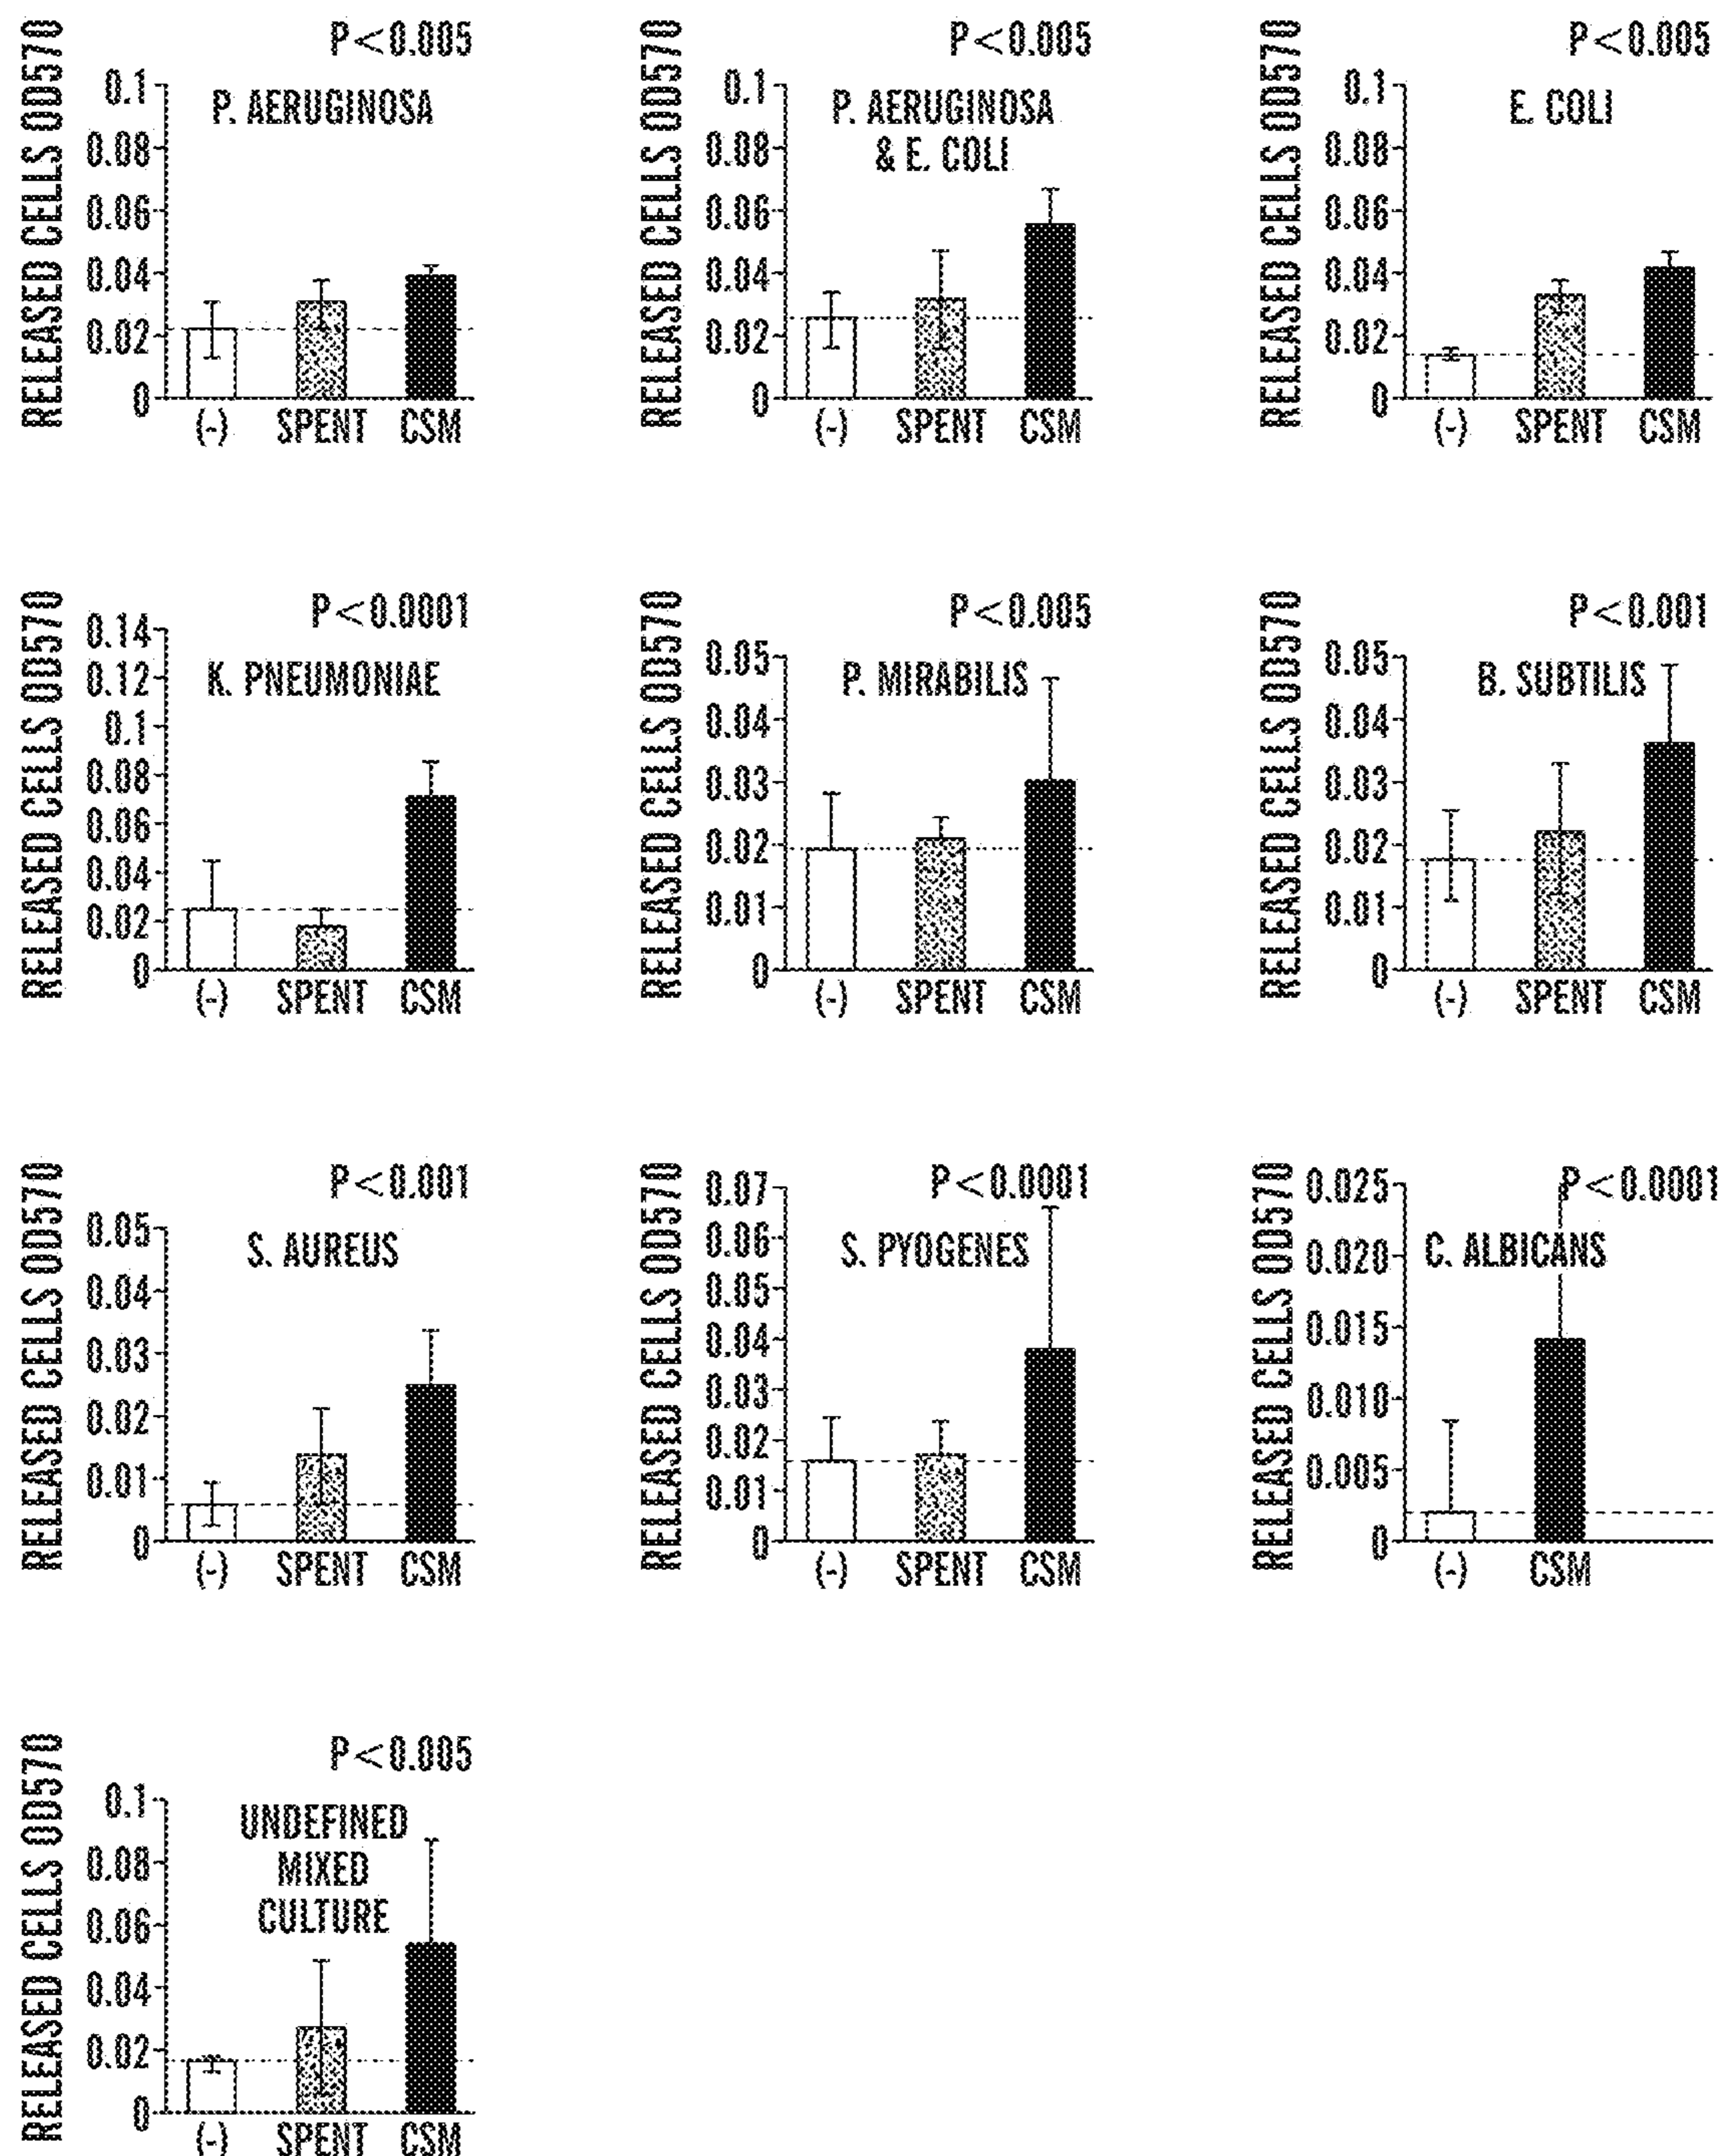 P<0.005
RELEASED CELLS OD570
P. AERUGINOSA
0.1
0.08
0.06
0.04
0.02
0
(-) SPENT CSM
P<0.005
RELEASED CELLS OD570
P. AERUGINOSA
& E. COLI
0.1
0.08
0.06
0.04
0.02
0
(-) SPENT CSM
P<0.005
RELEASED CELLS OD570
E. COLI
0.1
0.08
0.06
0.04
0.02
0
(-) SPENT CSM
P<0.0001
RELEASED CELLS OD570
K. PNEUMONIAE
0.14
0.12
0.1
0.08
0.06
0.04
0.02
0
(-) SPENT CSM
P<0.005
RELEASED CELLS OD570
P. MIRABILIS
0.05
0.04
0.03
0.02
0.01
0
(-) SPENT CSM
P<0.001
RELEASED CELLS OD570
B. SUBTILIS
0.05
0.04
0.03
0.02
0.01
0
(-) SPENT CSM
P<0.001
RELEASED CELLS OD570
S. AUREUS
0.05
0.04
0.03
0.02
0.01
0
(-) SPENT CSM
P<0.0001
RELEASED CELLS OD570
S. PYOGENES
0.07
0.06
0.05
0.04
0.03
0.02
0.01
0
(-) SPENT CSM
P<0.0001
RELEASED CELLS OD570
C. ALBICANS
0.025
0.020
0.015
0.010
0.005
0
(-) CSM
P<0.005
RELEASED CELLS OD570
UNDEFINED
MIXED
CULTURE
0.1
0.08
0.06
0.04
0.02
0
(-) SPENT CSM